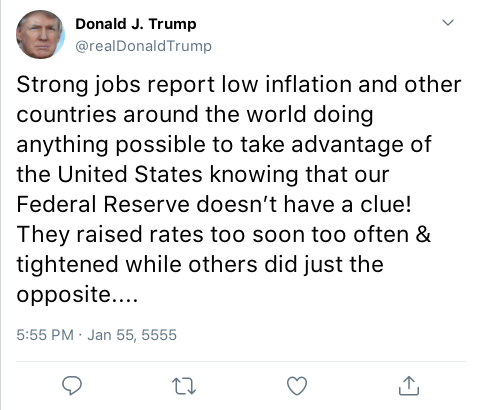 Donald J. Trump
@realDonaldTrump
Strong jobs report low inflation and other
countries around the world doing
anything possible to take advantage of
the United States knowing that our
Federal Reserve doesn’t have a clue!
They raised rates too soon too often &
tightened while others did just the
opposite....
5:55 PM · Jan 55, 5555